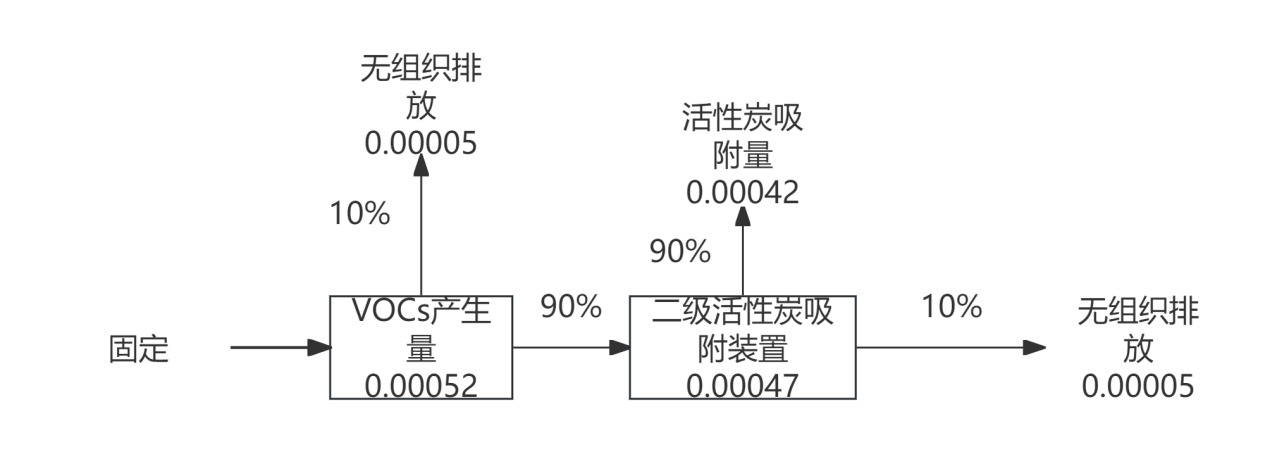 无组织排
放
0.00005
活性炭吸
附量
0.00042
10%
90%
固定
VOCs产生
量
0.00052
90%
二级活性炭吸
附装置
0.00047
10%
无组织排
放
0.00005